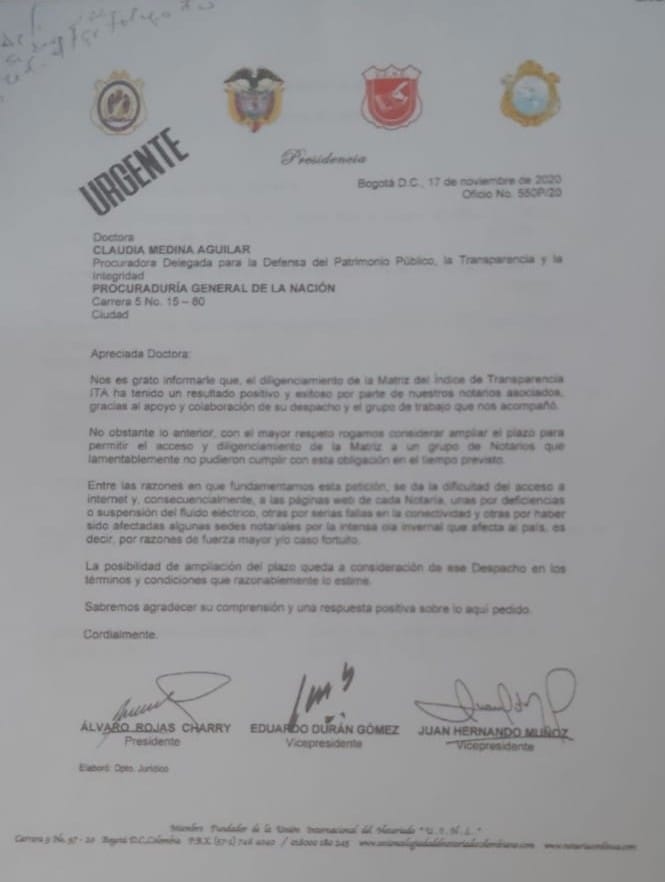 URGENTE
Presidencia
Bogotá D.C., 17 de noviembre de 2020
Oficio No. 550P/20
Doctora
CLAUDIA MEDINA AGUILAR
Procuradora Delegada para la Defensa del Patrimonio Público, la Transparencia y la
Integridad
PROCURADURÍA GENERAL DE LA NACIÓN
Carrera 5 No. 15 – 80
Ciudad
Apreciada Doctora:
Nos es grato informarle que, el diligenciamiento de la Matriz del Índice de Transparencia
ITA ha tenido un resultado positivo y exitoso por parte de nuestros notarios asociados,
gracias al apoyo y colaboración de su despacho y el grupo de trabajo que nos acompañó.
No obstante lo anterior, con el mayor respeto rogamos considerar ampliar el plazo para
permitir el acceso y diligenciamiento de la Matriz a un grupo de Notarios que
lamentablemente no pudieron cumplir con esta obligación en el tiempo previsto.
Entre las razones en que fundamentamos esta petición, se da la dificultad del acceso a
internet y, consecuencialmente, a las páginas web de cada Notaría, unas por deficiencias
o suspensión del fluido eléctrico, otras por serias fallas en la conectividad y otras por haber
sido afectadas algunas sedes notariales por la intensa ola invernal que afecta al país, es
decir, por razones de fuerza mayor y/o caso fortuito.
La posibilidad de ampliación del plazo queda a consideración de ese Despacho en los
términos y condiciones que razonablemente lo estime.
Sabremos agradecer su comprensión y una respuesta positiva sobre lo aquí pedido.
Cordialmente.
ÁLVARO ROJAS CHARRY EDUARDO DURÁN GÓMEZ JUAN HERNANDO MUÑOZ
Presidente Vicepresidente Vicepresidente
Elaboró: Dpto. Jurídico
Miembro Fundador de la Unión Internacional del Notariado "U.I.N.L."
Carrera 9 No. 97 - 20 Bogotá D.C. Colombia P.B.X. (57-1) 746 4040 / 018000 180 245